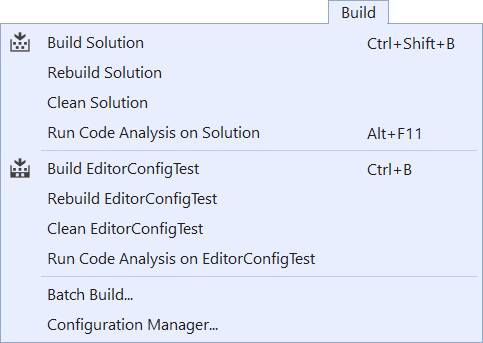 Build
Build Solution Ctrl+Shift+B
Rebuild Solution
Clean Solution
Run Code Analysis on Solution Alt+F11
Build EditorConfigTest Ctrl+B
Rebuild EditorConfigTest
Clean EditorConfigTest
Run Code Analysis on EditorConfigTest
Batch Build...
Configuration Manager...